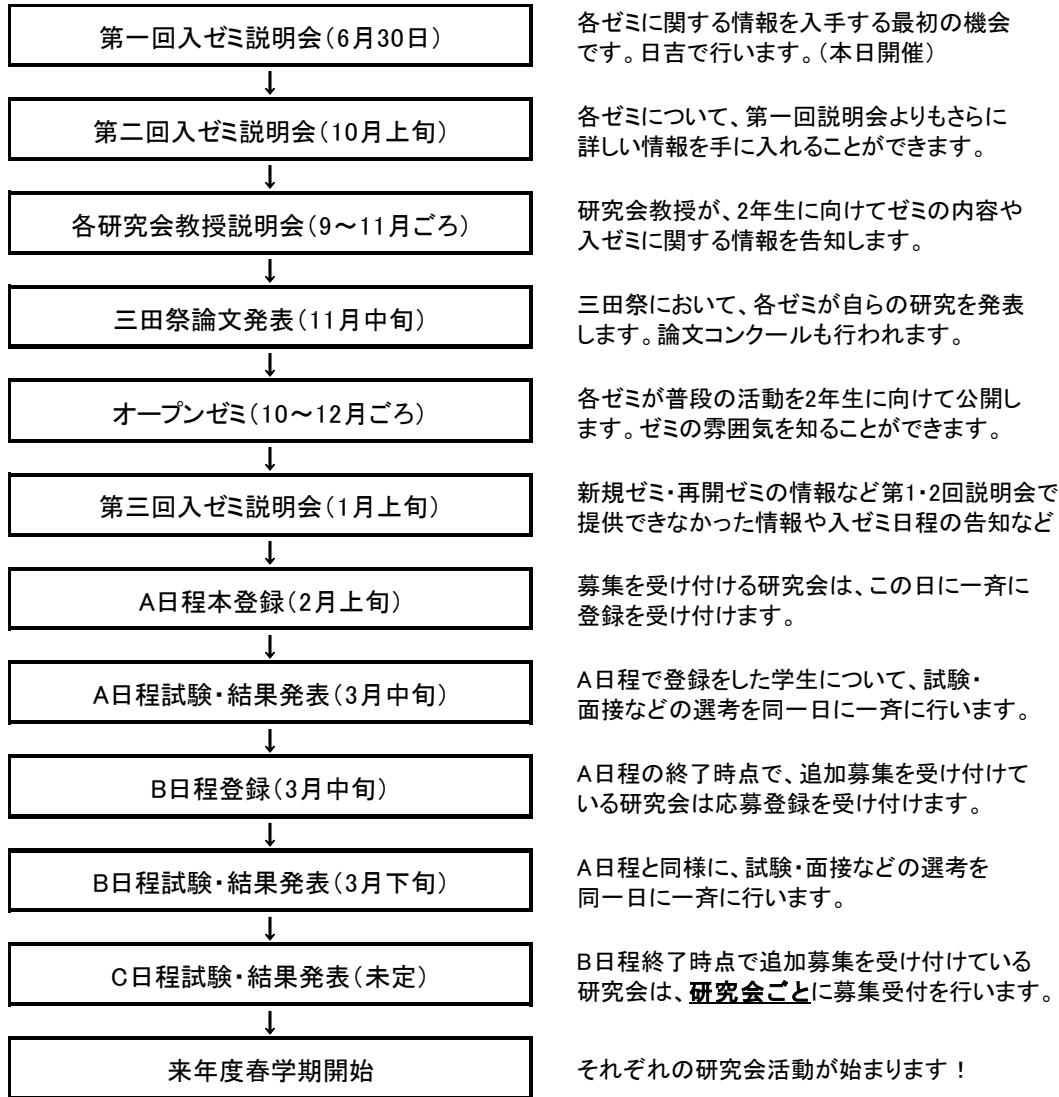 第一回入ゼミ説明会(6月30日)
各ゼミに関する情報を入手する最初の機会
です。日吉で行います。(本日開催)
↓
第二回入ゼミ説明会(10月上旬)
各ゼミについて、第一回説明会よりもさらに
詳しい情報を手に入れることができます。
↓
各研究会教授説明会(9~11月ごろ)
研究会教授が、2年生に向けてゼミの内容や
入ゼミに関する情報を告知します。
↓
三田祭論文発表(11月中旬)
三田祭において、各ゼミが自らの研究を発表
します。論文コンクールも行われます。
↓
オープンゼミ(10~12月ごろ)
各ゼミが普段の活動を2年生に向けて公開し
ます。ゼミの雰囲気を知ることができます。
↓
第三回入ゼミ説明会(1月上旬)
新規ゼミ・再開ゼミの情報など第1・2回説明会で
提供できなかった情報や入ゼミ日程の告知など
↓
A日程本登録(2月上旬)
募集を受け付ける研究会は、この日に一斉に
登録を受け付けます。
↓
A日程試験・結果発表(3月中旬)
A日程で登録をした学生について、試験・
面接などの選考を同一日に一斉に行います。
↓
B日程登録(3月中旬)
A日程の終了時点で、追加募集を受け付けて
いる研究会は応募登録を受け付けます。
↓
B日程試験・結果発表(3月下旬)
A日程と同様に、試験・面接などの選考を
同一日に一斉に行います。
↓
C日程試験・結果発表(未定)
B日程終了時点で追加募集を受け付けている
研究会は、研究会ごとに募集受付を行います。
↓
来年度春学期開始
それぞれの研究会活動が始まります!